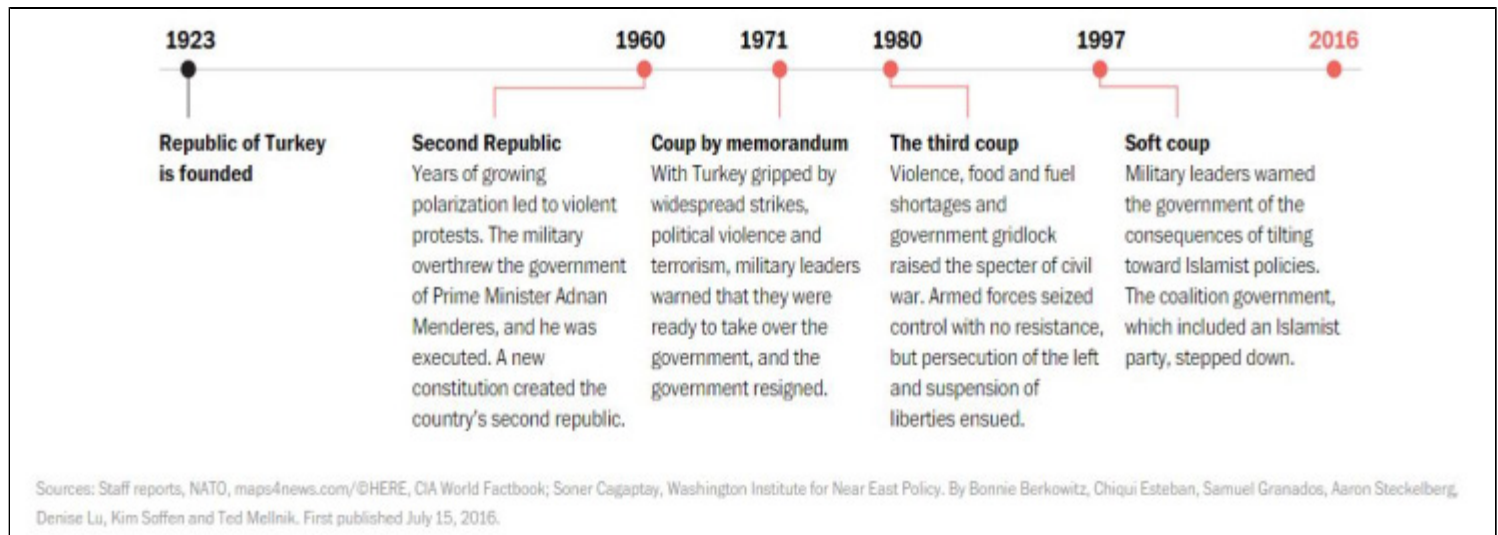 1923
1960
1971
1980
1997
2016
Republic of Turkey
is founded
Second Republic
Years of growing
polarization led to violent
protests. The military
overthrew the government
of Prime Minister Adnan
Menderes, and he was
executed. A new
constitution created the
country's second republic.
Coup by memorandum
With Turkey gripped by
widespread strikes,
political violence and
terrorism, military leaders
warned that they were
ready to take over the
government, and the
government resigned.
The third coup
Violence, food and fuel
shortages and
government gridlock
raised the specter of civil
war. Armed forces seized
control with no resistance,
but persecution of the left
and suspension of
liberties ensued.
Soft coup
Military leaders warned
the government of the
consequences of tilting
toward Islamist policies.
The coalition government,
which included an Islamist
party, stepped down.
Sources: Staff reports, NATO, maps4news.com/©HERE, CIA World Factbook; Soner Cagaptay, Washington Institute for Near East Policy. By Bonnie Berkowitz, Chiqui Esteban, Samuel Granados, Aaron Steckelberg,
Denise Lu, Kim Soffen and Ted Mellnik. First published July 15, 2016.